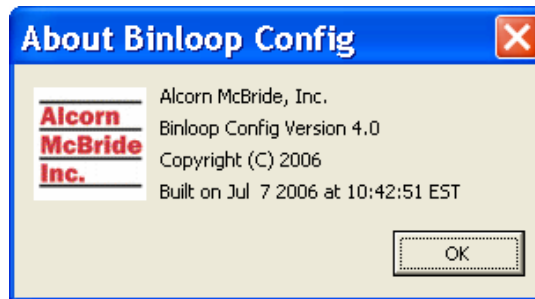 About Binloop Config
Alcorn
McBride
Inc.
Alcorn McBride, Inc.
Binloop Config Version 4.0
Copyright (C) 2006
Built on Jul  7 2006 at 10:42:51 EST
OK